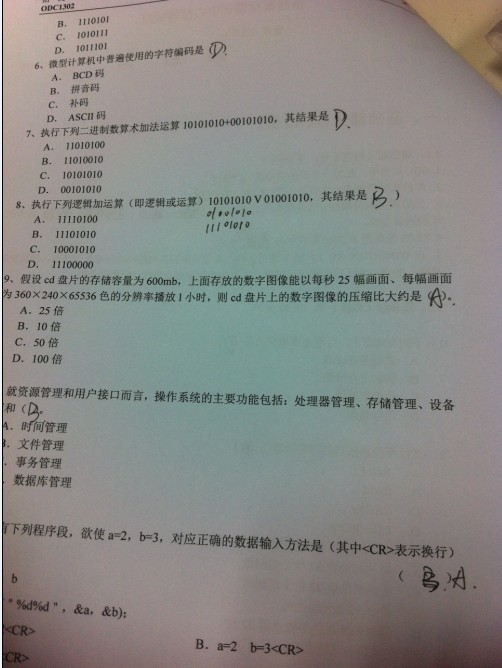 ODC1302
B. 1110101
C. 1010111
D. 1011101
6、微型计算机中普遍使用的字符编码是（D.
A. BCD 码
B. 拼音码
C. 补码
D. ASCII 码
7、执行下列二进制数算术加法运算 10101010+00101010，其结果是 D.
A. 11010100
B. 11010010
C. 10101010
D. 00101010
8、执行下列逻辑加运算（即逻辑或运算）10101010 V 01001010，其结果是 B. ）
A. 11110100
01001010
B. 11101010
11101010
C. 10001010
D. 11100000
9、假设 cd 盘片的存储容量为 600mb，上面存放的数字图像能以每秒 25 幅画面、每幅画面
为 360×240×65536 色的分辨率播放 1 小时，则 cd 盘片上的数字图像的压缩比大约是（A）。
A. 25 倍
B. 10 倍
C. 50 倍
D. 100 倍
就资源管理和用户接口而言，操作系统的主要功能包括：处理器管理、存储管理、设备
和（B。
A. 时间管理
. 文件管理
. 事务管理
. 数据库管理
下列程序段，欲使 a=2，b=3，对应正确的数据输入方法是（其中<CR>表示换行）
（ )A.
b
"%d%d"，&a，&b);
<CR>
B. a=2 b=3<CR>
CR>